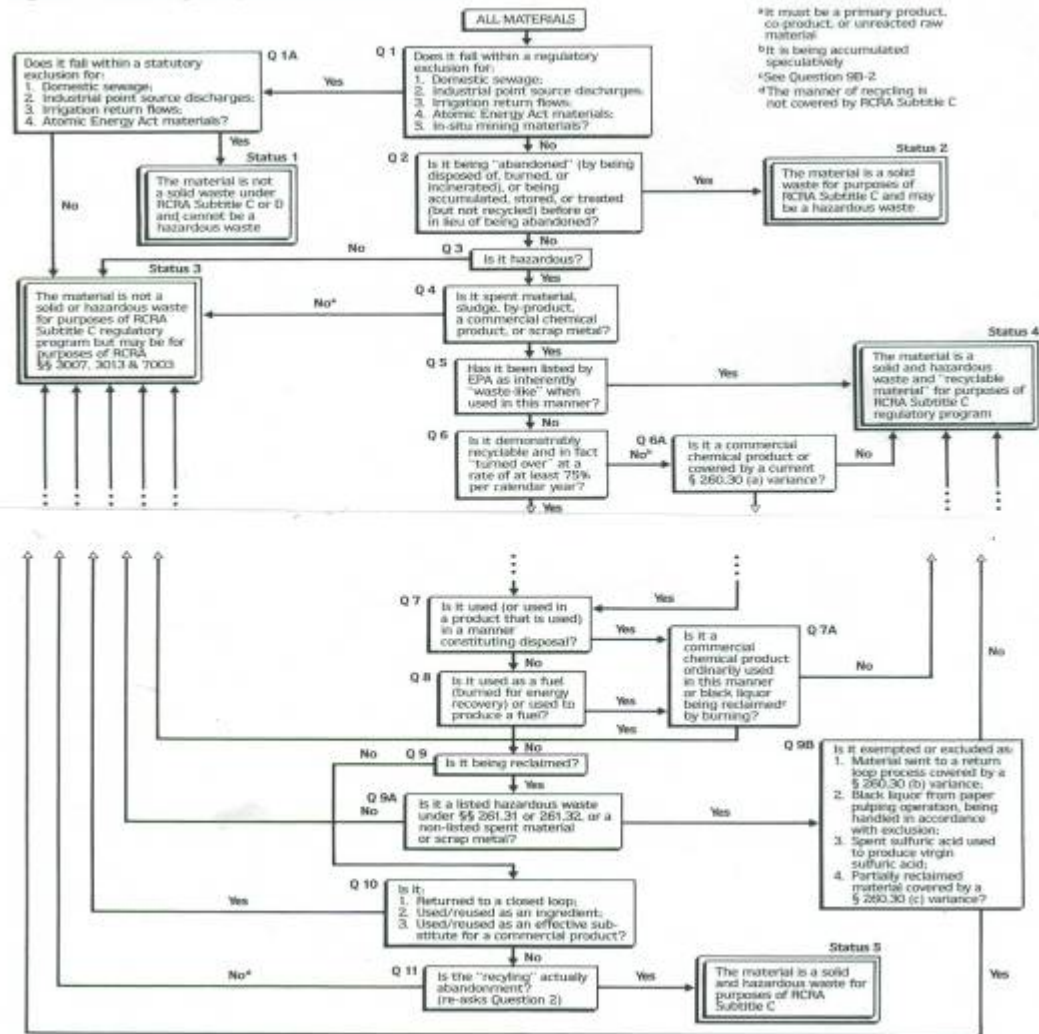 ALL MATERIALS
ᵃIt must be a primary product,
co-product, or unreacted raw
material
ᵇIt is being accumulated
speculatively
ᶜSee Question 9B-2
ᵈThe manner of recycling is
not covered by RCRA Subtitle C
Q 1A
Does it fall within a statutory
exclusion for:
1. Domestic sewage;
2. Industrial point source discharges;
3. Irrigation return flows;
4. Atomic Energy Act materials?
Yes
Q 1
Does it fall within a regulatory
exclusion for:
1. Domestic sewage;
2. Industrial point source discharges;
3. Irrigation return flows;
4. Atomic Energy Act materials;
5. In-situ mining materials?
No
Yes
Status 1
The material is not
a solid waste under
RCRA Subtitle C or D
and cannot be a
hazardous waste
No
Q 2
Is it being "abandoned" (by being
disposed of, burned, or
incinerated), or being
accumulated, stored, or treated
(but not recycled) before or
in lieu of being abandoned?
Yes
Status 2
The material is a solid
waste for purposes of
RCRA Subtitle C and may
be a hazardous waste
No
Q 3
Is it hazardous?
No
Yes
Status 3
The material is not a
solid or hazardous waste
for purposes of RCRA
Subtitle C regulatory
program but may be for
purposes of RCRA
§§ 3007, 3013 & 7003
Q 4
Is it spent material,
sludge, by-product,
a commercial chemical
product, or scrap metal?
Noᵃ
Yes
Q 5
Has it been listed by
EPA as inherently
"waste-like" when
used in this manner?
Yes
Status 4
The material is a
solid and hazardous
waste and "recyclable
material" for purposes of
RCRA Subtitle C
regulatory program
No
Q 6
Is it demonstrably
recyclable and in fact
"turned over" at a
rate of at least 75%
per calendar year?
Noᵇ
Q 6A
Is it a commercial
chemical product or
covered by a current
§ 260.30 (a) variance?
No
Yes
Yes
Q 7
Is it used (or used in
a product that is used)
in a manner
constituting disposal?
Yes
No
Q 7A
Is it a
commercial
chemical product
ordinarily used
in this manner
or black liquor
being reclaimedᶜ
by burning?
No
Yes
Q 8
Is it used as a fuel
(burned for energy
recovery) or used to
produce a fuel?
Yes
No
Q 9
Is it being reclaimed?
No
Yes
Q 9A
Is it a listed hazardous waste
under §§ 261.31 or 261.32, or a
non-listed spent material
or scrap metal?
No
Yes
Q 9B
Is it exempted or excluded as:
1. Material sent to a return
loop process covered by a
§ 260.30 (b) variance;
2. Black liquor from paper
pulping operation, being
handled in accordance
with exclusion;
3. Spent sulfuric acid used
to produce virgin
sulfuric acid;
4. Partially reclaimed
material covered by a
§ 260.30 (c) variance?
No
Yes
Q 10
Is it:
1. Returned to a closed loop;
2. Used/reused as an ingredient;
3. Used/reused as an effective sub-
stitute for a commercial product?
Yes
No
Q 11
Is the "recyling" actually
abandonment?
(re-asks Question 2)
Noᵈ
Yes
Status 5
The material is a solid
and hazardous waste for
purposes of RCRA
Subtitle C